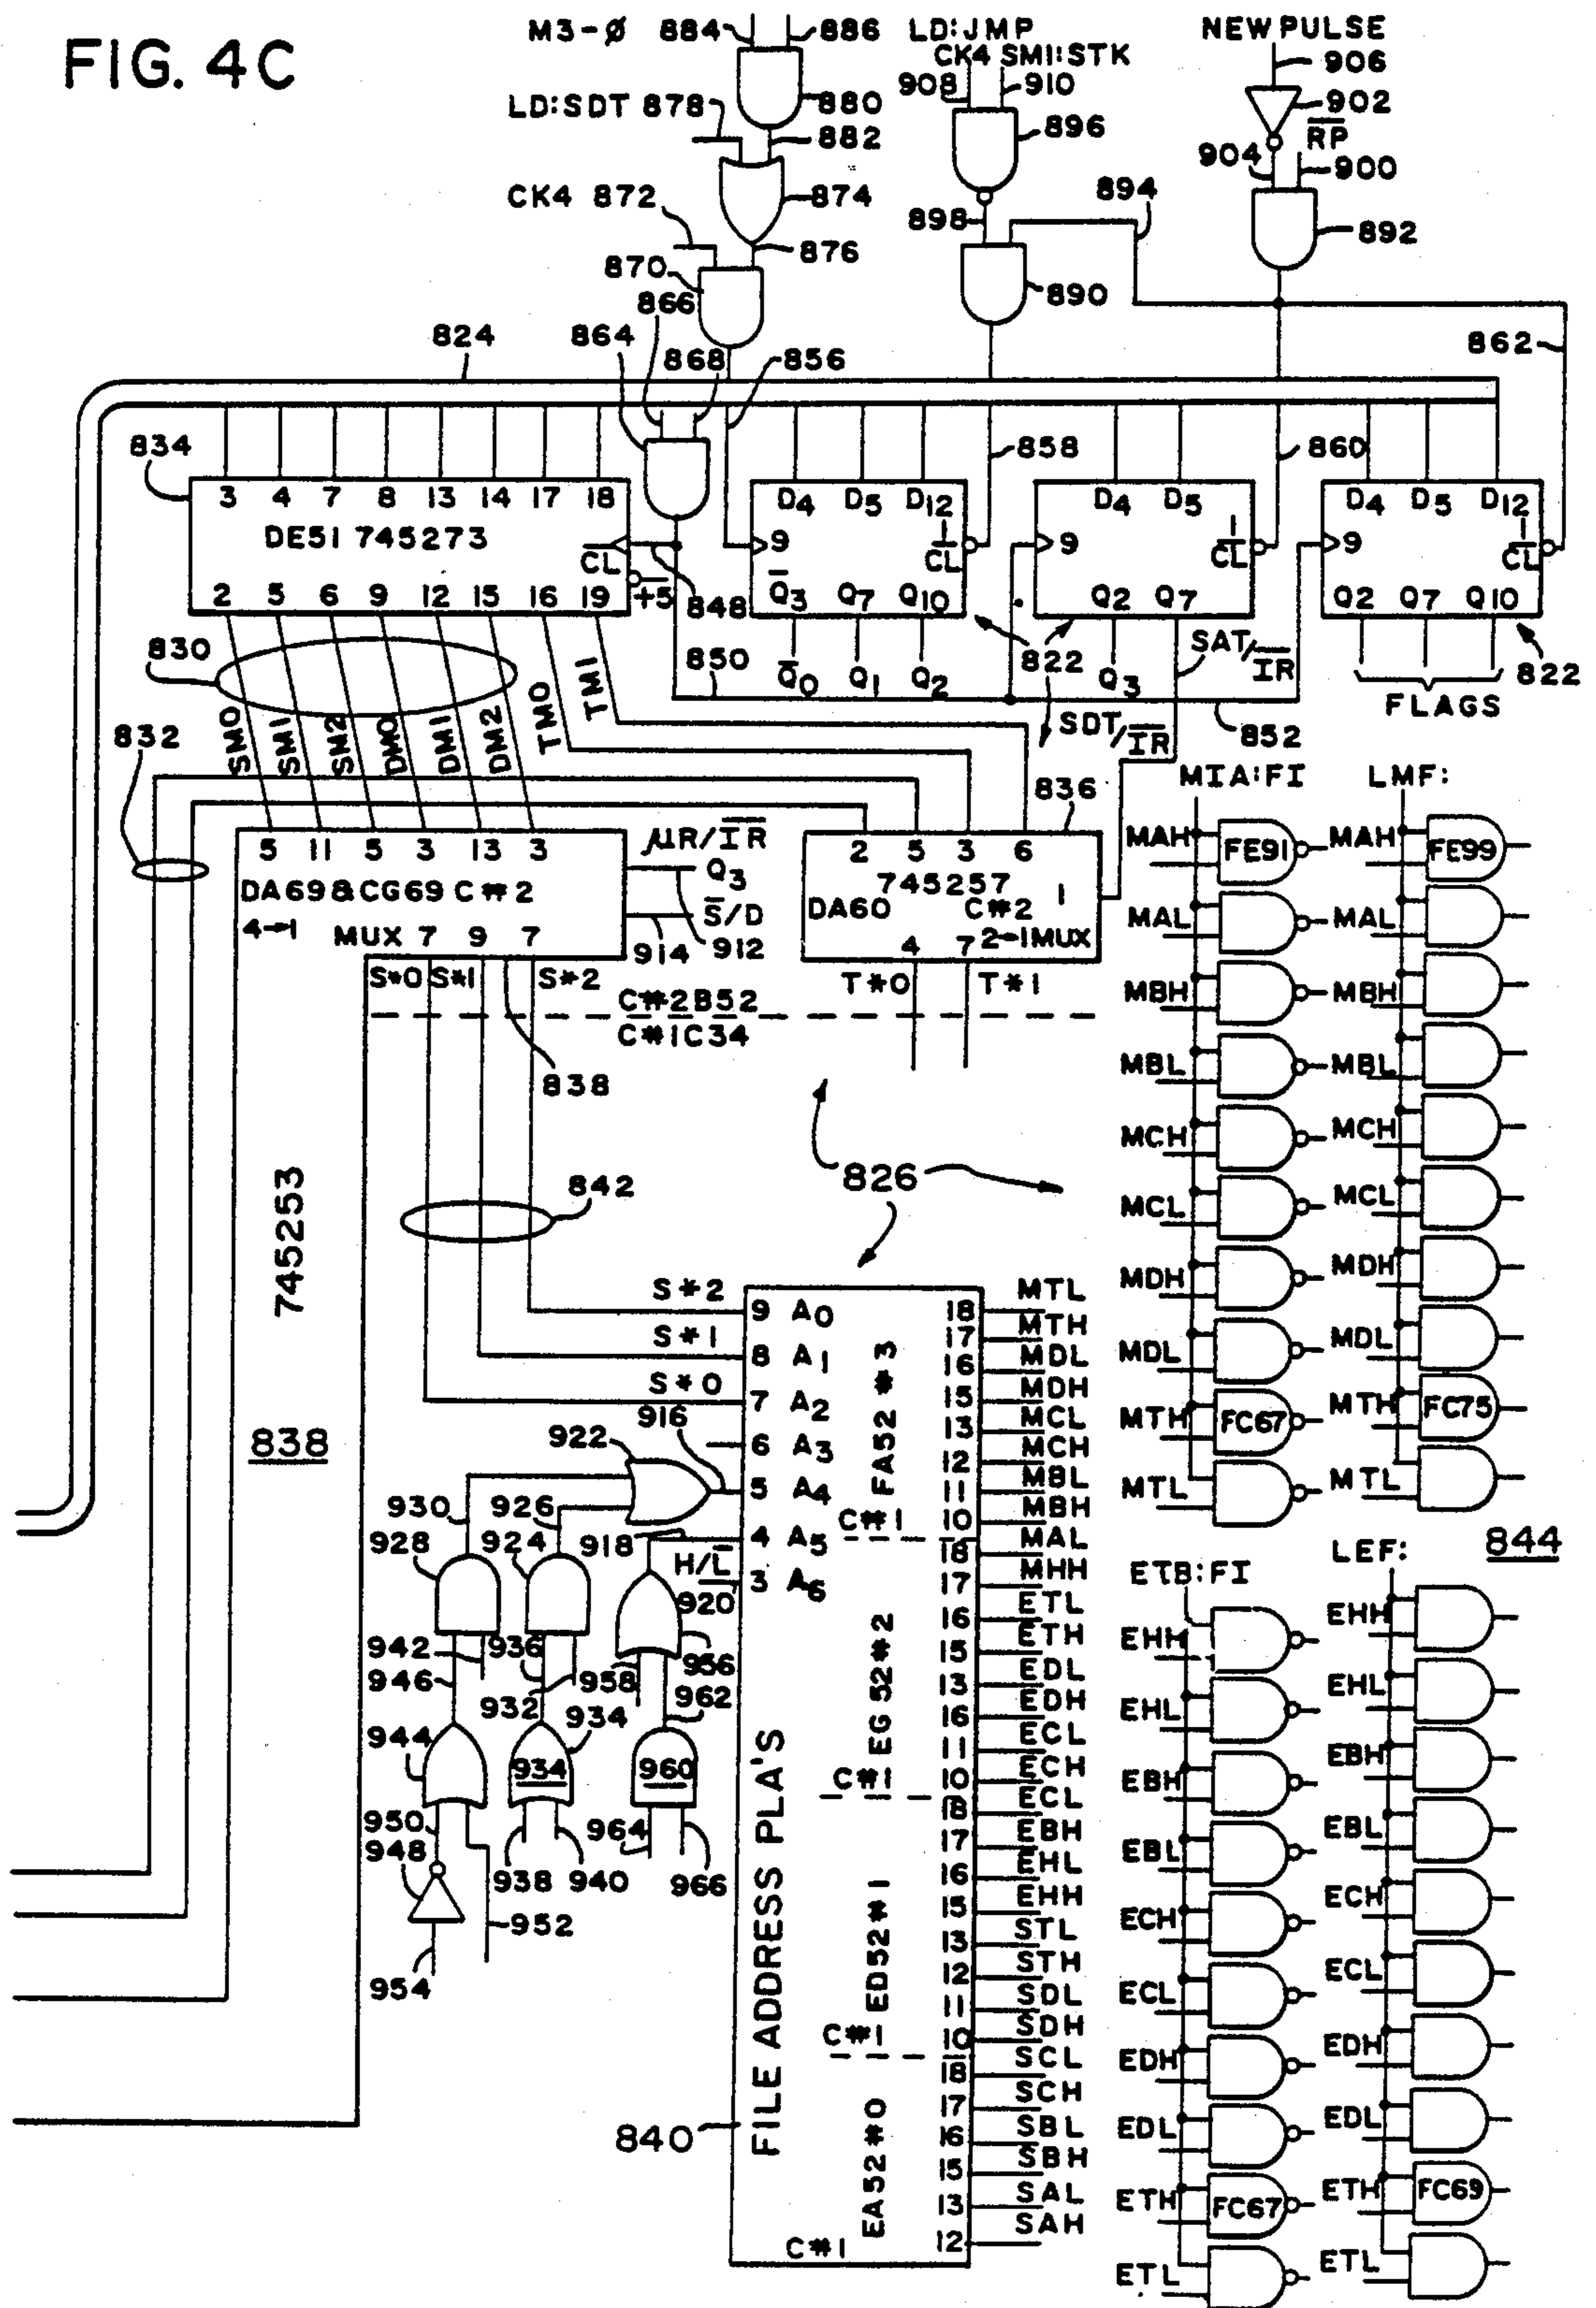 FIG. 4C
M3-Ø 884 886 LD:JMP NEW PULSE
CK4 SM1:STK 906
908 910
LD:SDT 878 880 896 902
882 R̅P̅
904 900
CK4 872 874 898 894 892
876
870 890
866
824 864 868 856 862
834 858 860
3 4 7 8 13 14 17 18
D4 D5 D12 D4 D5 D4 D5 D12
DE51 745273
C̅L̅ 9 C̅L̅ 9 C̅L̅ 9 C̅L̅
+5
2 5 6 9 12 15 16 19
848
Q̅3 Q7 Q10 Q2 Q7 Q2 Q7 Q10
830 850 822 SAT/I̅R̅ 822
Q̅0 Q1 Q2 Q3
FLAGS
SM0 SM1 SM2 DM0 DM1 DM2 TM0 TM1
832 SDT/I̅R̅ 852
836 MIA:FI LMF:
5 11 5 3 13 3 μR/I̅R̅
Q3
2 5 3 6
DA69&CG69 C#2
4→1
MUX 7 9 7
S̅/D
914 912
745257
DA60 C#2 1
2→1MUX
4 7
S*0 S*1 S*2 T*0 T*1
C#2B52
C#1C34
838
826
842
745253
838
MAH FE91 MAH FE99
MAL MAL
MBH MBH
MBL MBL
MCH MCH
MCL MCL
MDH MDH
MDL MDL
MTH FC67 MTH FC75
MTL MTL
844
S*2 9 A0 18 MTL
S*1 8 A1 17 MTH
S*0 7 A2 16 MDL
916 6 A3 15 MDH
922 5 A4 13 MCL
930 926 12 MCH
928 924 918 4 A5 11 MBL
H/L̅ 3 A6 10 MBH
920
FA52 #3
C#1
18 MAL
17 MHH
16 ETL
15 ETH
13 EDL
16 EDH
11 ECL
10 ECH
EG52#2
C#1
18 ECL
17 EBH
16 EHL
15 EHH
13 STL
12 STH
11 SDL
10 SDH
ED52#1
C#1
18 SCL
17 SCH
16 SBL
15 SBH
13 SAL
12 SAH
EA52#0
C#1
FILE ADDRESS PLA'S
840
942 936 958 956
946 932 934 962
944 934 960
950
948 938 940 964 966
952
954
ETB:FI LEF:
EHH EHH
EHL EHL
EBH EBH
EBL EBL
ECH ECH
ECL ECL
EDH EDH
EDL EDL
ETH FC67 ETH FC69
ETL ETL